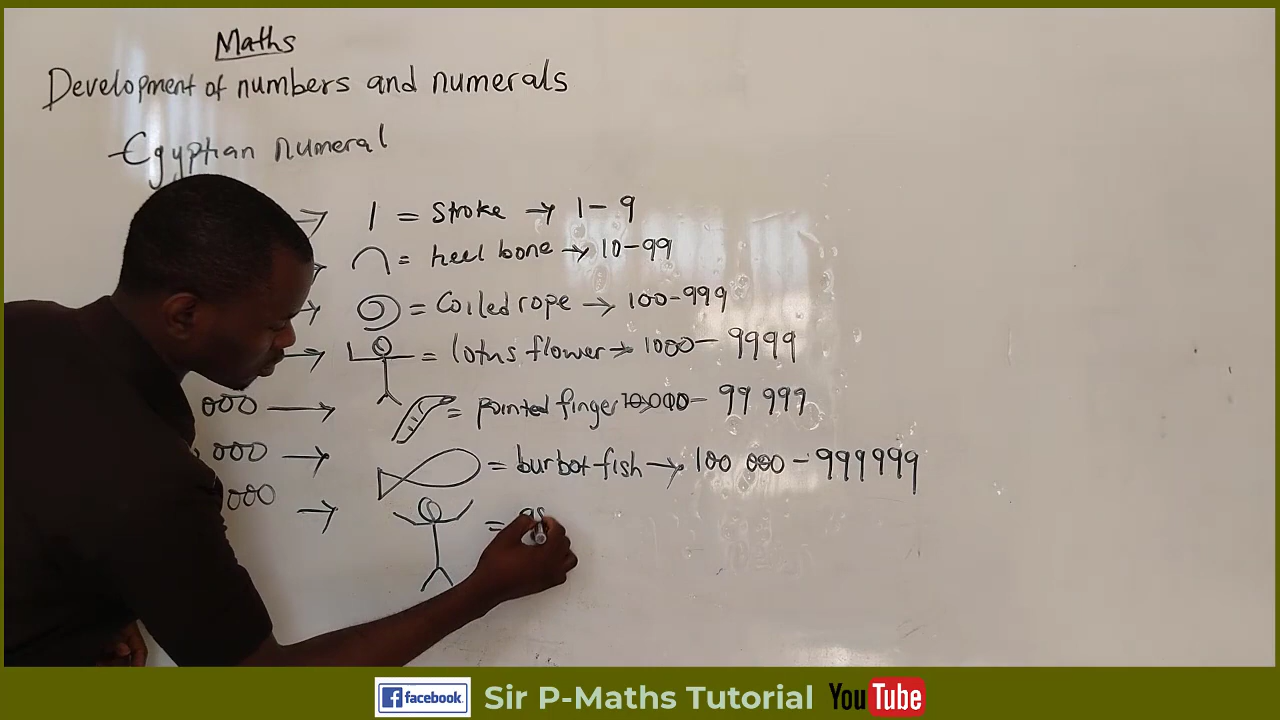 Maths
Development of numbers and numerals
- Egyptian numeral
→ | = stroke → 1 - 9
= heel bone → 10 - 99
→ = Coiled rope → 100 - 999
→ = lotus flower → 1000 - 9999
000 → = pointed finger 10 000 - 99 999
000 → = burbot fish → 100 000 - 999999
000 → =
facebook. Sir P-Maths Tutorial YouTube